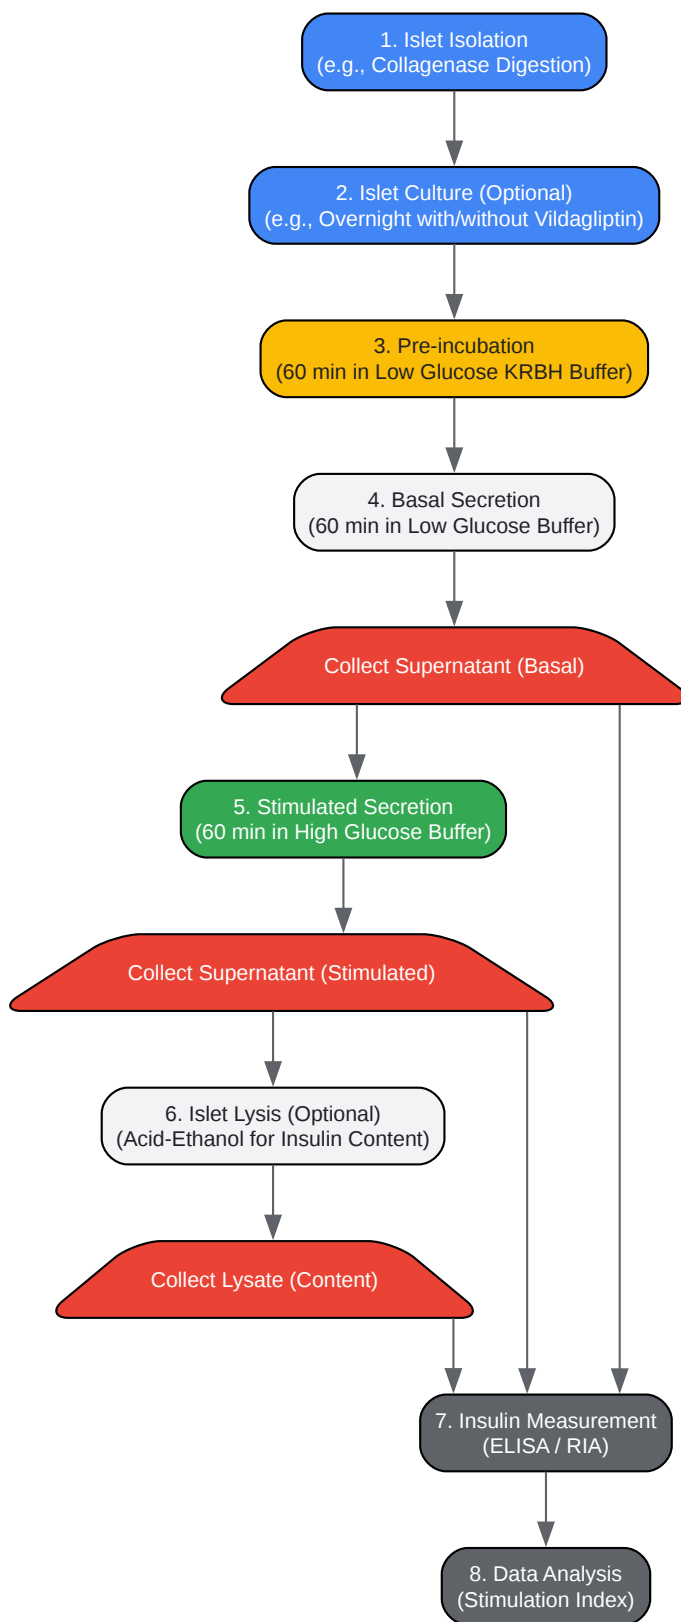 1. Islet Isolation
(e.g., Collagenase Digestion)
2. Islet Culture (Optional)
(e.g., Overnight with/without Vildagliptin)
3. Pre-incubation
(60 min in Low Glucose KRBH Buffer)
4. Basal Secretion
(60 min in Low Glucose Buffer)
Collect Supernatant (Basal)
5. Stimulated Secretion
(60 min in High Glucose Buffer)
Collect Supernatant (Stimulated)
6. Islet Lysis (Optional)
(Acid-Ethanol for Insulin Content)
Collect Lysate (Content)
7. Insulin Measurement
(ELISA / RIA)
8. Data Analysis
(Stimulation Index)